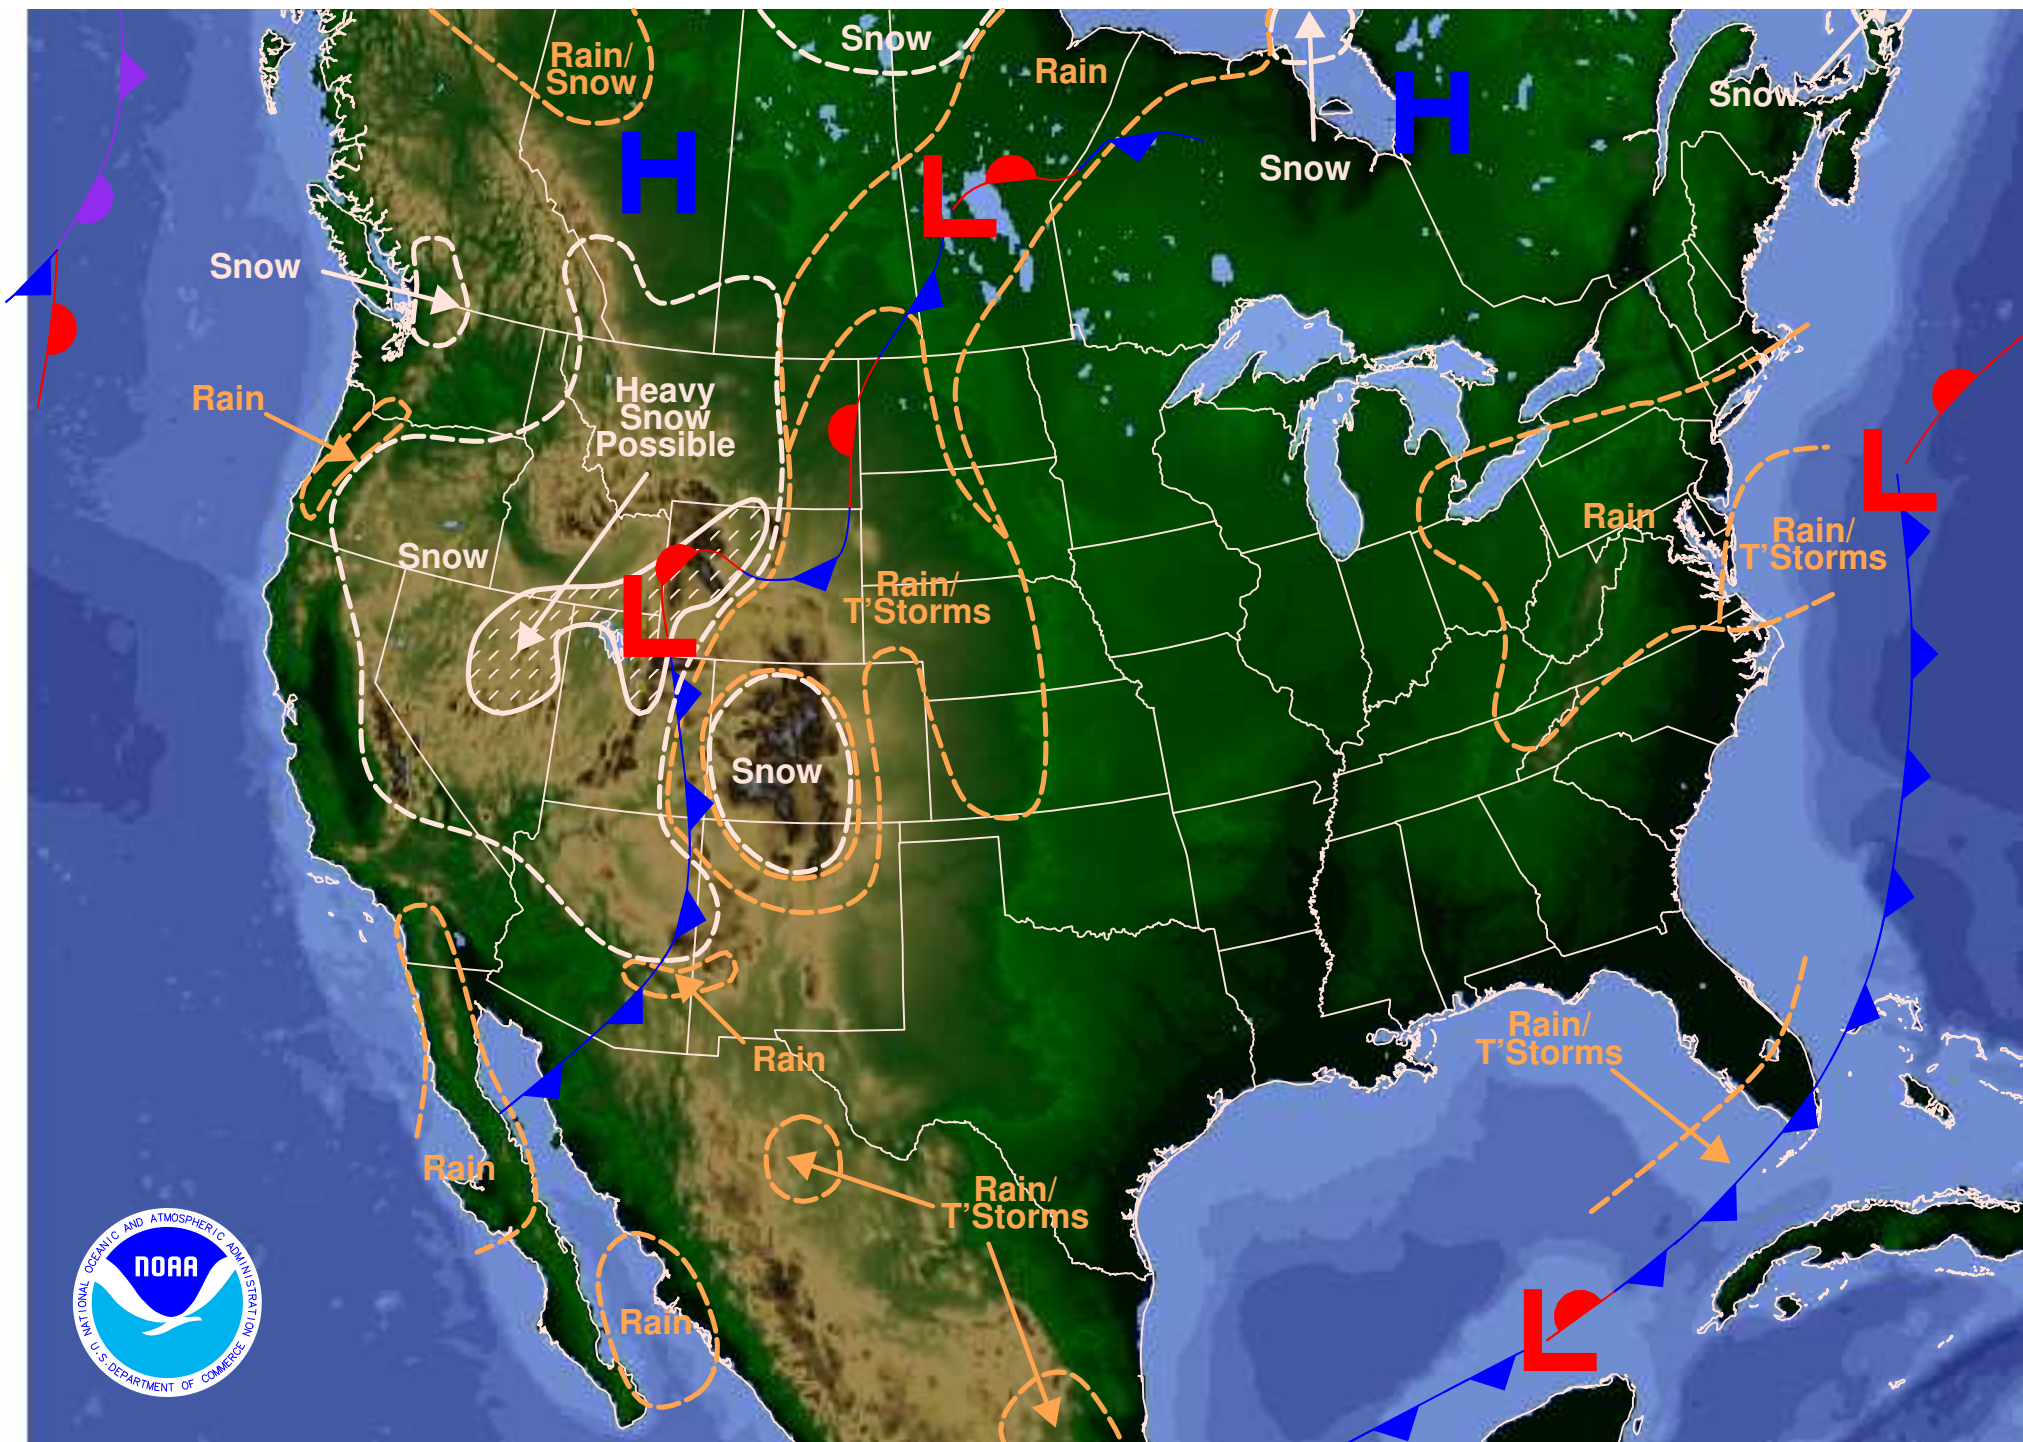 Snow
Rain/
Snow
Rain
H
H
Snow
L
Snow
Snow
Rain
Heavy
Snow
Possible
L
Rain
Rain/
T'Storms
Snow
Rain/
T'Storms
L
Snow
Rain/
T'Storms
Rain
Rain
Rain/
T'Storms
Rain
L
NOAA
NATIONAL OCEANIC AND ATMOSPHERIC ADMINISTRATION
U.S. DEPARTMENT OF COMMERCE